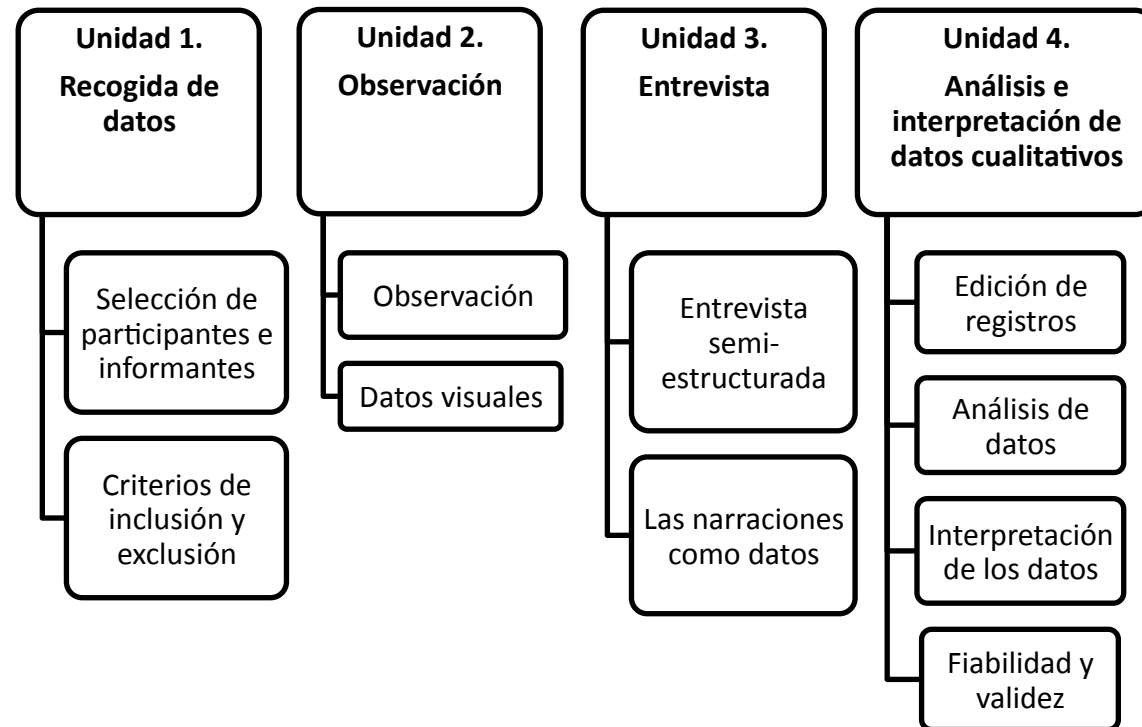 Unidad 1.
Recogida de
datos
Selección de
participantes e
informantes
Criterios de
inclusión y
exclusión
Unidad 2.
Observación
Observación
Datos visuales
Unidad 3.
Entrevista
Entrevista
semi-
estructurada
Las narraciones
como datos
Unidad 4.
Análisis e
interpretación de
datos cualitativos
Edición de
registros
Análisis de
datos
Interpretación
de los datos
Fiabilidad y
validez